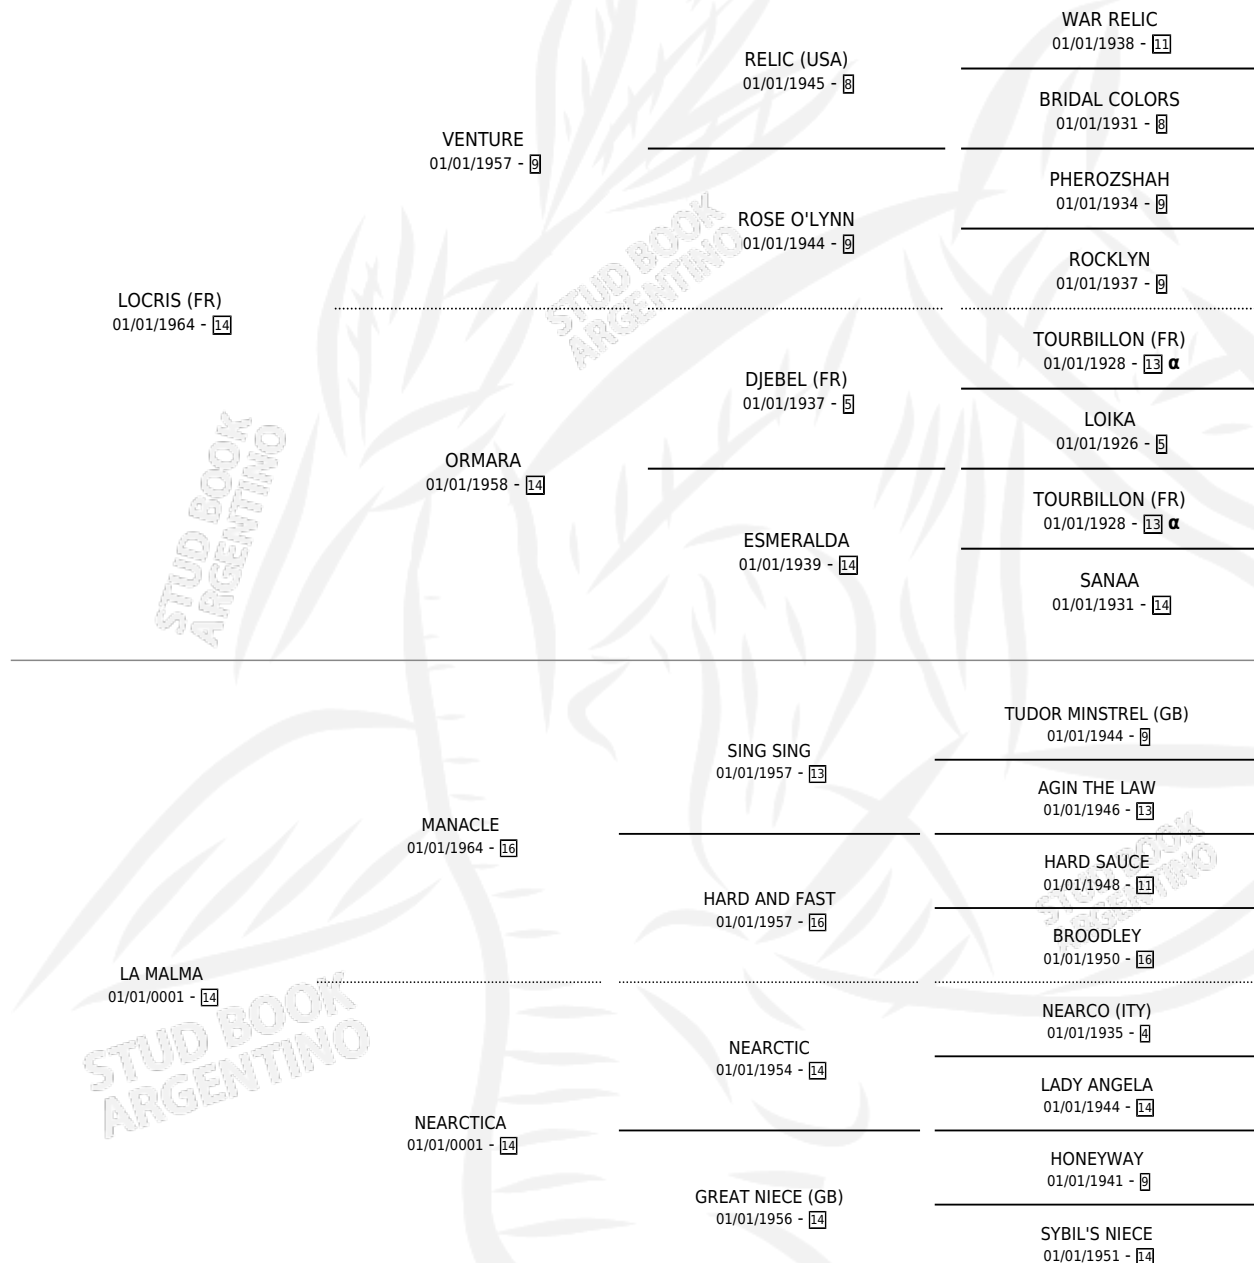 WAR RELIC
01/01/1938 - 11
RELIC (USA)
01/01/1945 - 8
BRIDAL COLORS
01/01/1931 - 8
VENTURE
01/01/1957 - 9
PHEROZSHAH
01/01/1934 - 9
ROSE O'LYNN
01/01/1944 - 9
ROCKLYN
01/01/1937 - 9
LOCRIS (FR)
01/01/1964 - 14
TOURBILLON (FR)
01/01/1928 - 13 α
DJEBEL (FR)
01/01/1937 - 5
LOIKA
01/01/1926 - 5
ORMARA
01/01/1958 - 14
TOURBILLON (FR)
01/01/1928 - 13 α
ESMERALDA
01/01/1939 - 14
SANAA
01/01/1931 - 14
TUDOR MINSTREL (GB)
01/01/1944 - 9
SING SING
01/01/1957 - 13
AGIN THE LAW
01/01/1946 - 13
MANACLE
01/01/1964 - 16
HARD SAUCE
01/01/1948 - 11
HARD AND FAST
01/01/1957 - 16
BROODLEY
01/01/1950 - 16
LA MALMA
01/01/0001 - 14
NEARCO (ITY)
01/01/1935 - 4
NEARCTIC
01/01/1954 - 14
LADY ANGELA
01/01/1944 - 14
NEARCTICA
01/01/0001 - 14
HONEYWAY
01/01/1941 - 9
GREAT NIECE (GB)
01/01/1956 - 14
SYBIL'S NIECE
01/01/1951 - 14
STUD BOOK
ARGENTINO
STUD BOOK
ARGENTINO
STUD BOOK
ARGENTINO
STUD BOOK
ARGENTINO